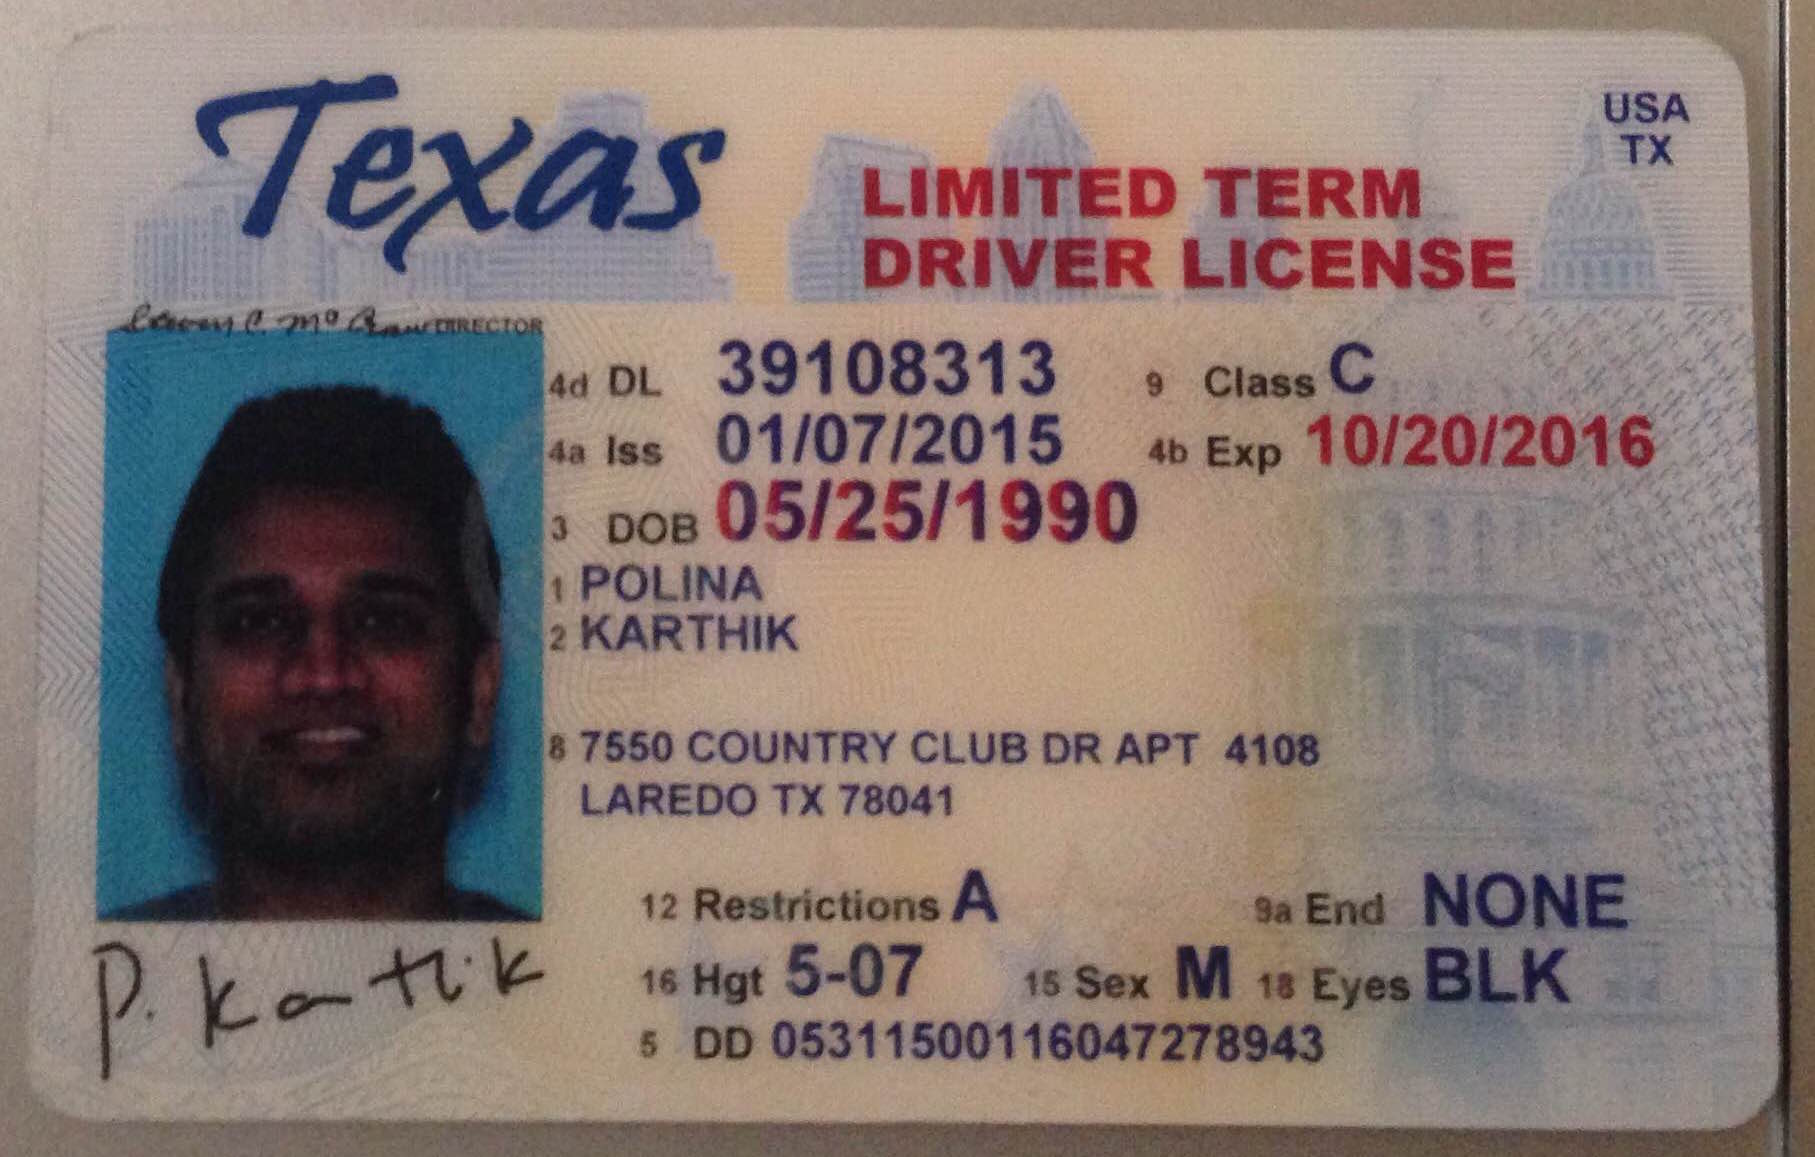 Texas
USA
TX
LIMITED TERM
DRIVER LICENSE
DIRECTOR
4d DL 39108313 9 Class C
4a Iss 01/07/2015 4b Exp 10/20/2016
3 DOB 05/25/1990
1 POLINA
2 KARTHIK
8 7550 COUNTRY CLUB DR APT 4108
LAREDO TX 78041
12 Restrictions A 9a End NONE
16 Hgt 5-07 15 Sex M 18 Eyes BLK
5 DD 05311500116047278943
P. Karthik